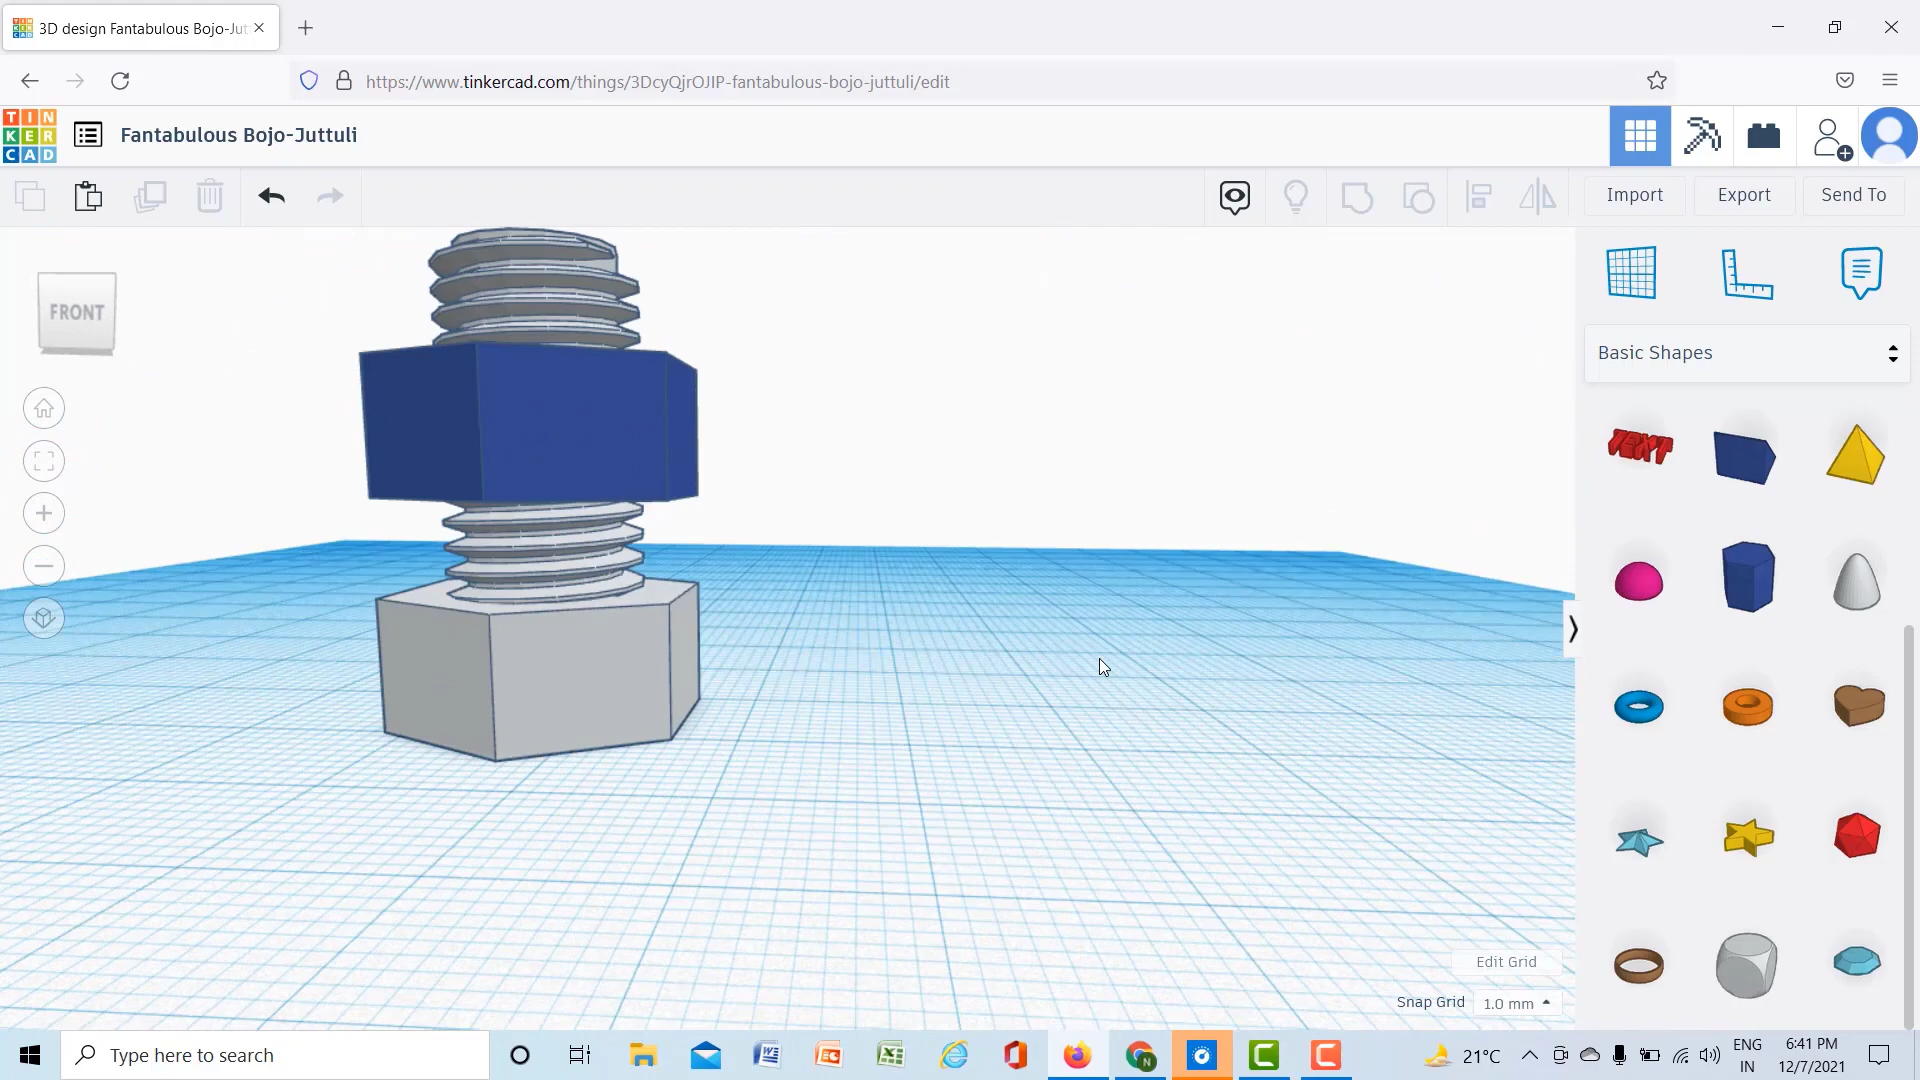 3D design Fantabulous Bojo-Jut
https://www.tinkercad.com/things/3DcyQjrOJIP-fantabulous-bojo-juttuli/edit
TIN
KER
CAD
Fantabulous Bojo-Juttuli
Import
Export
Send To
FRONT
Basic Shapes
TEXT
Edit Grid
Snap Grid
1.0 mm
Type here to search
21°C
ENG
IN
6:41 PM
12/7/2021